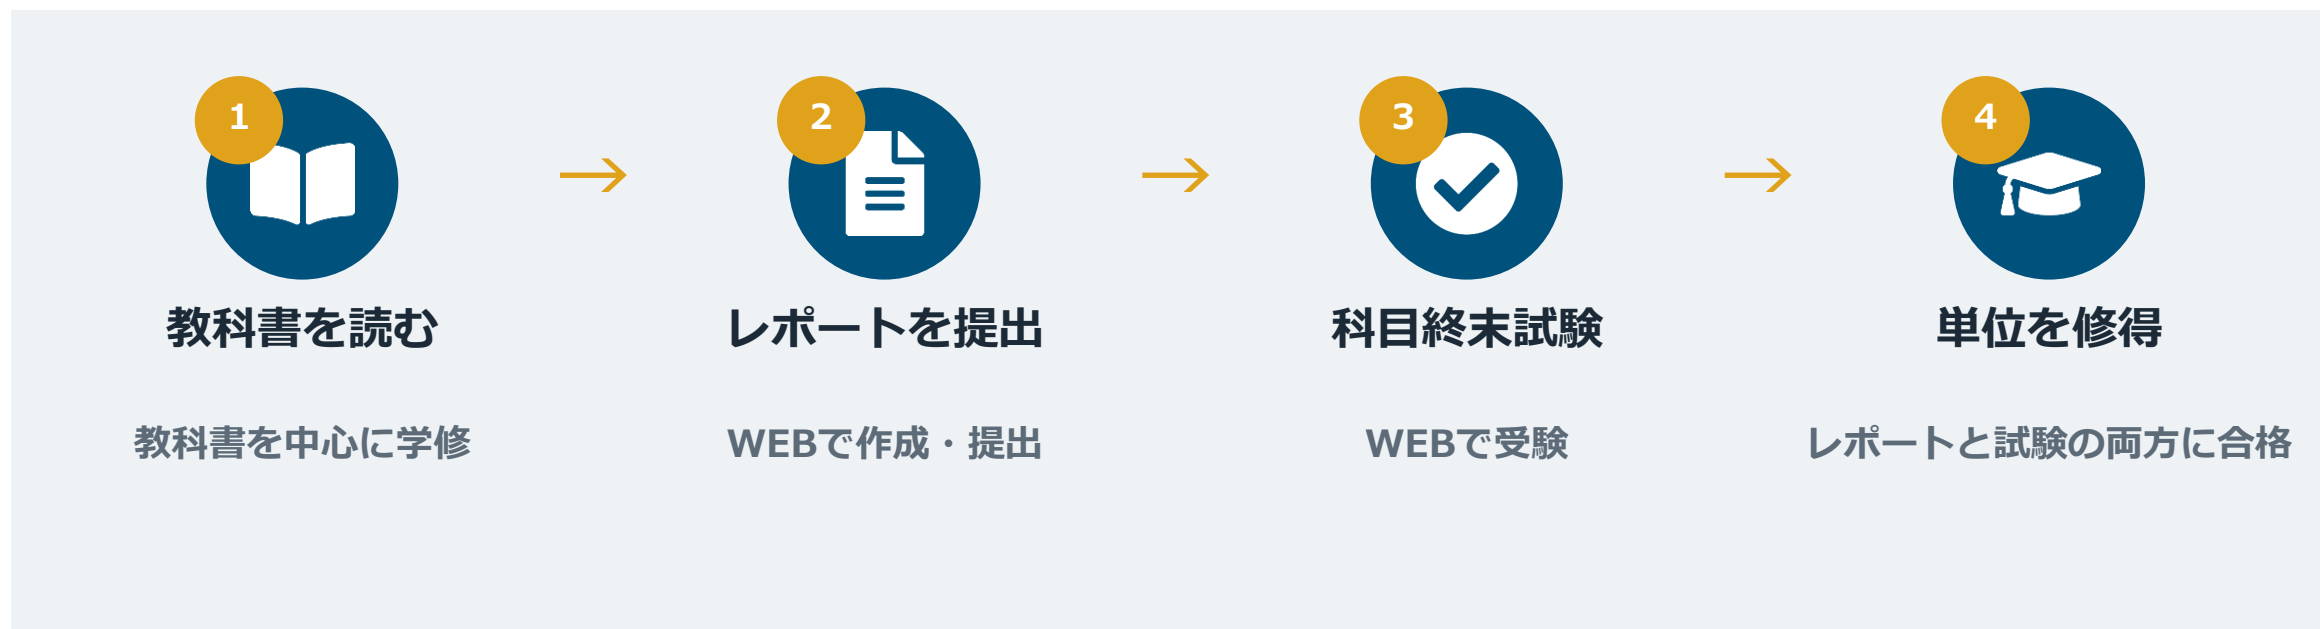 1
教科書を読む
教科書を中心に学修
→
2
レポートを提出
WEBで作成・提出
→
3
科目終末試験
WEBで受験
→
4
単位を修得
レポートと試験の両方に合格